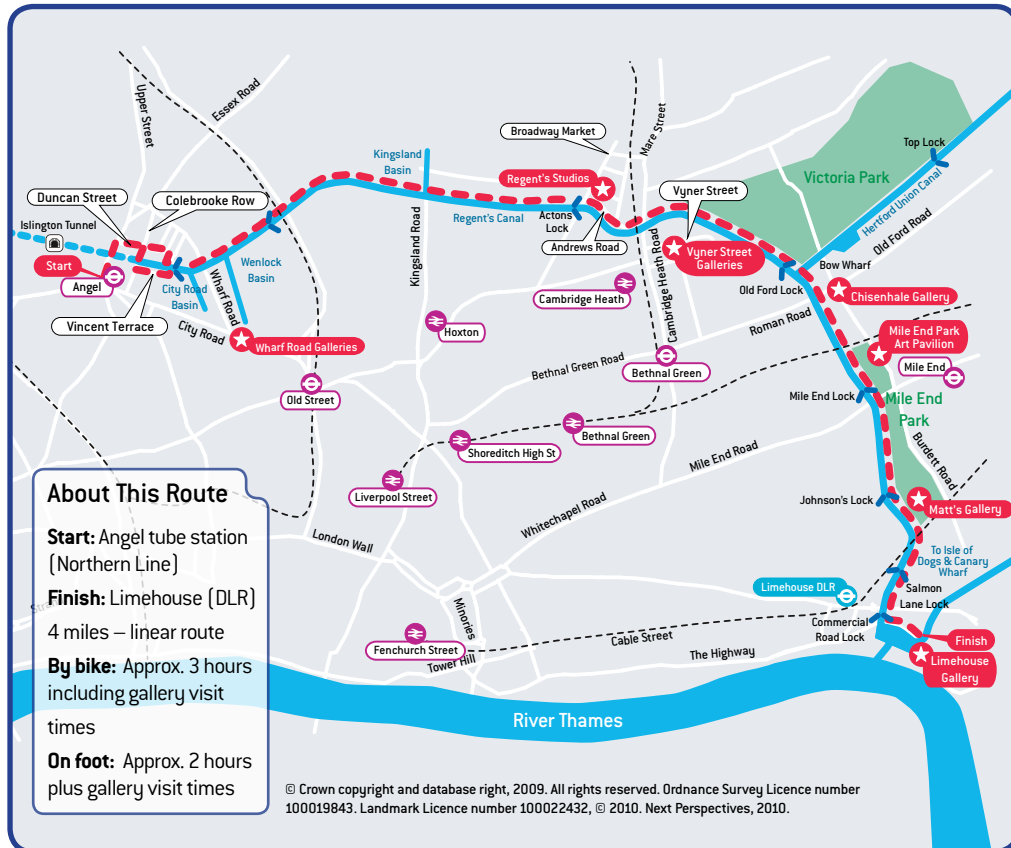 Upper Street
Essex Road
Duncan Street
Colebrooke Row
Islington Tunnel
Start
Angel
Vincent Terrace
City Road
Basin
City Road
Wharf Road
Wenlock
Basin
Wharf Road Galleries
Old Street
Kingsland
Basin
Kingsland Road
Regent's Canal
Hoxton
Broadway Market
Regent's Studios
Actons
Lock
Andrews Road
Mare Street
Vyner Street
Vyner Street
Galleries
Cambridge Heath
Cambridge Heath Road
Bethnal Green Road
Bethnal Green
Roman Road
Victoria Park
Top Lock
Hertford Union Canal
Old Ford Road
Bow Wharf
Old Ford Lock
Chisenhale Gallery
Mile End Park
Art Pavilion
Mile End
Mile End Lock
Mile End
Park
Burdett Road
Bethnal Green
Shoreditch High St
Liverpool Street
Mile End Road
Whitechapel Road
Johnson's Lock
Matt's Gallery
London Wall
Minories
To Isle of
Dogs & Canary
Wharf
Limehouse DLR
Salmon
Lane Lock
Commercial
Road Lock
Fenchurch Street
Tower Hill
Cable Street
The Highway
Finish
Limehouse
Gallery
River Thames
About This Route
Start: Angel tube station
(Northern Line)
Finish: Limehouse (DLR)
4 miles – linear route
By bike: Approx. 3 hours
including gallery visit
times
On foot: Approx. 2 hours
plus gallery visit times
© Crown copyright and database right, 2009. All rights reserved. Ordnance Survey Licence number
100019843. Landmark Licence number 100022432, © 2010. Next Perspectives, 2010.